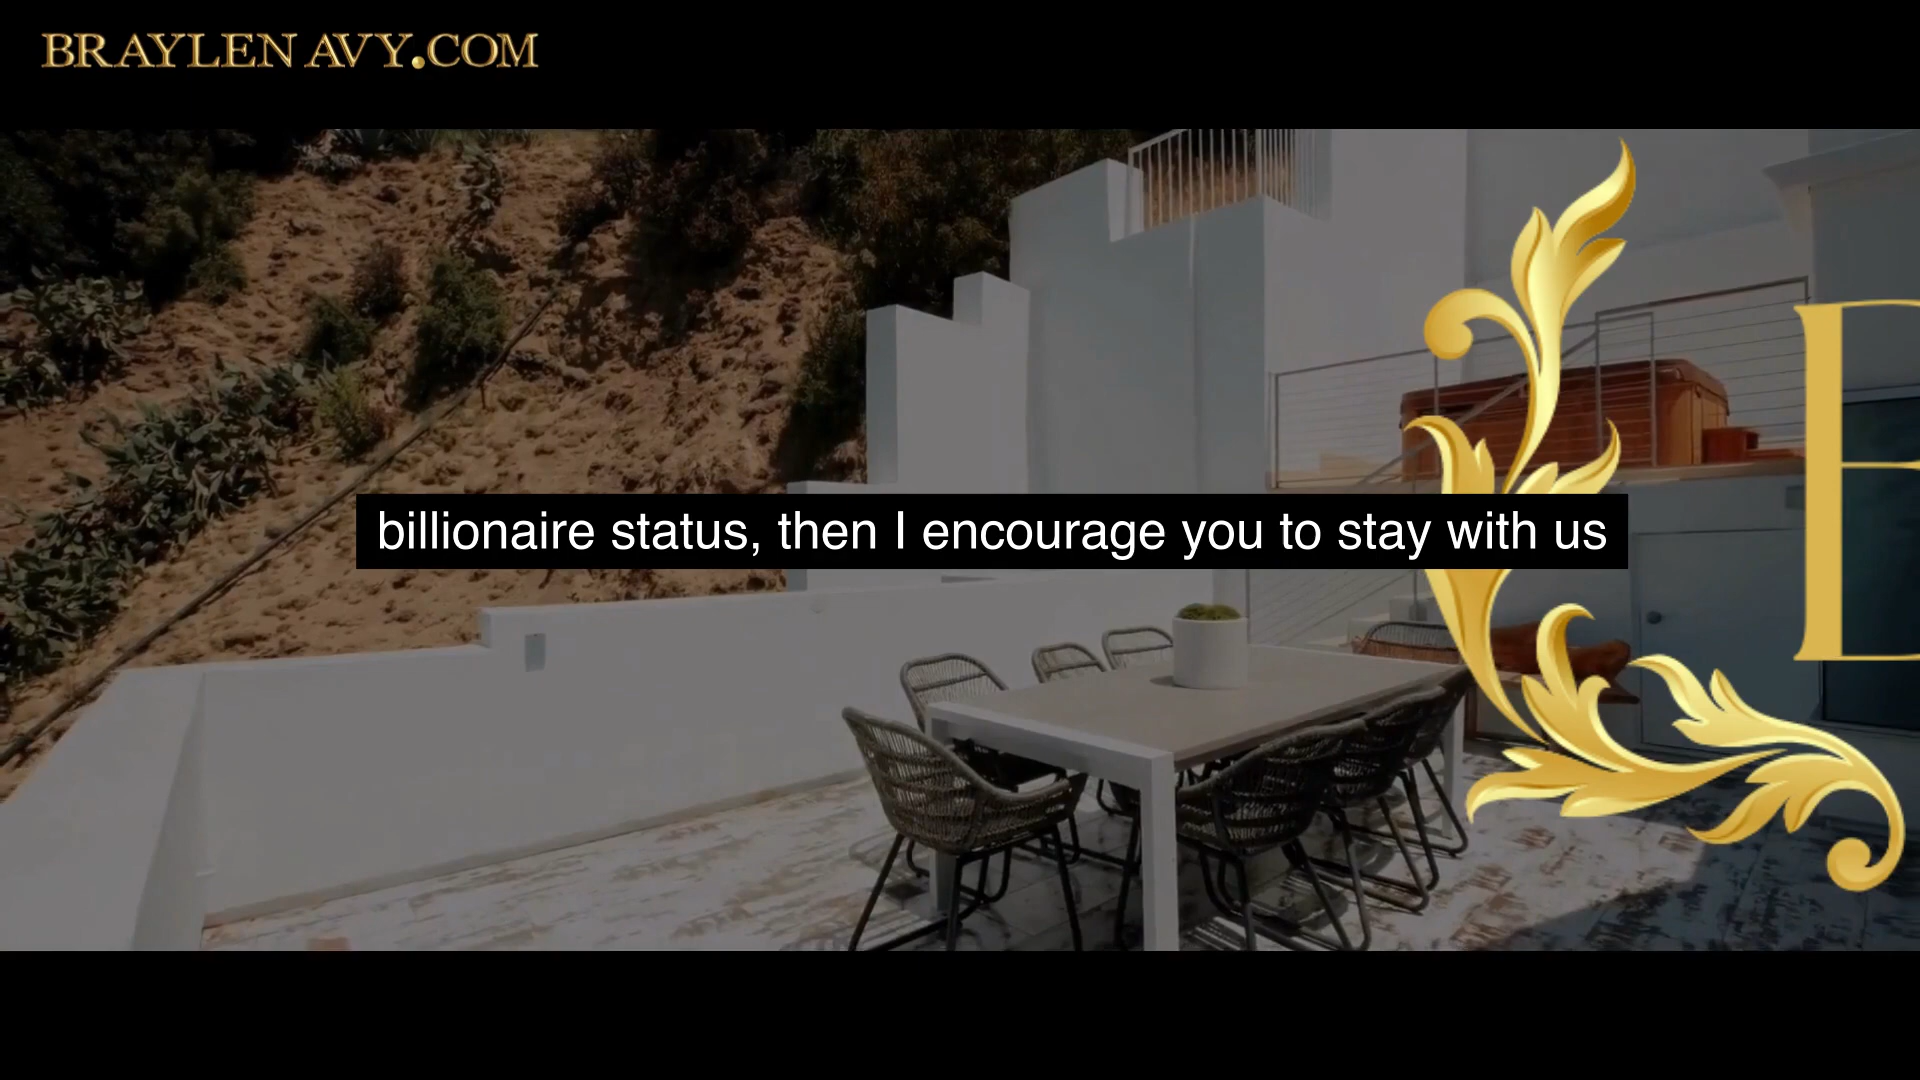 BRAYLEN AVY.COM
billionaire status, then I encourage you to stay with us
E